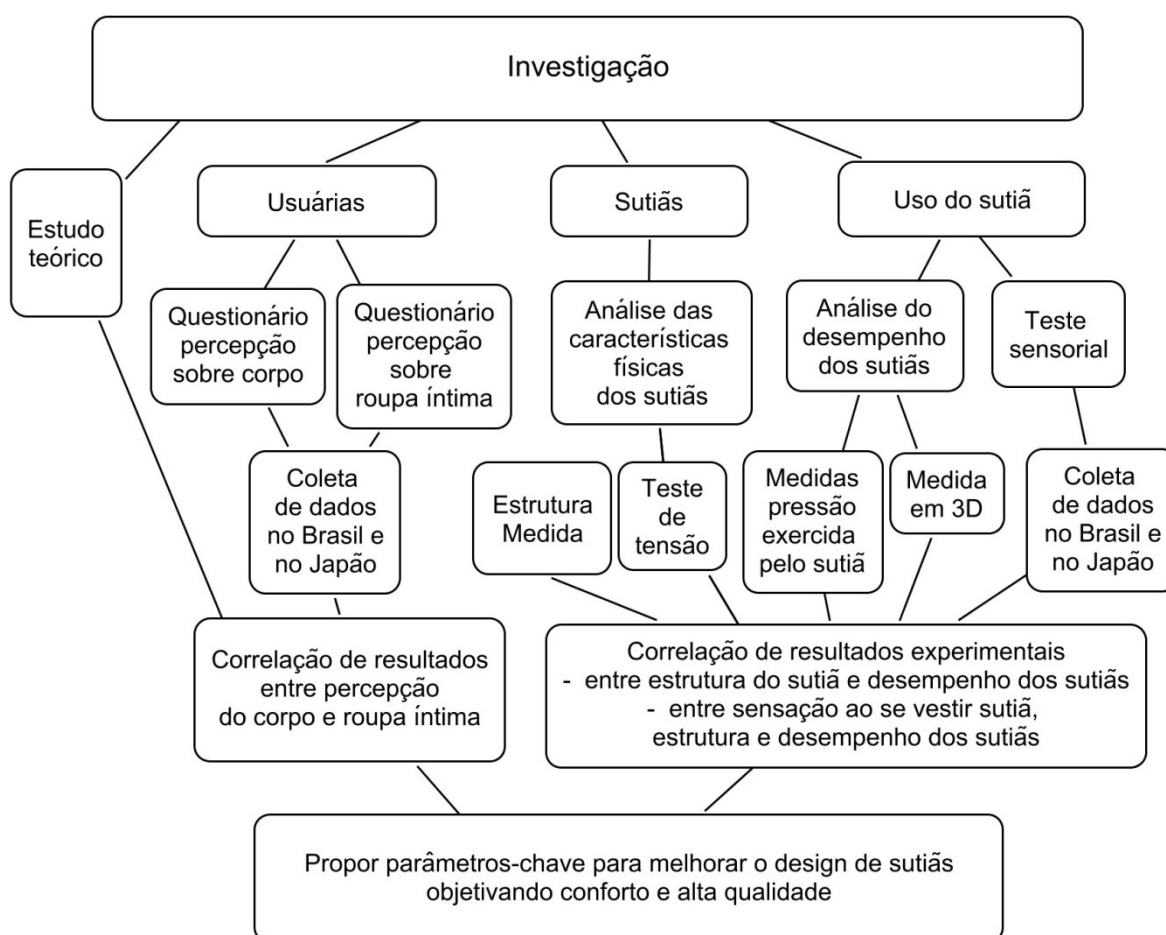 Investigação
Estudo
teórico
Usuárias
Sutiãs
Uso do sutiã
Questionário
percepção
sobre corpo
Questionário
percepção
sobre
roupa íntima
Análise das
características
físicas
dos sutiãs
Análise do
desempenho
dos sutiãs
Teste
sensorial
Coleta
de dados
no Brasil e
no Japão
Estrutura
Medida
Teste
de
tensão
Medidas
pressão
exercida
pelo sutiã
Medida
em 3D
Coleta de
dados no
Brasil e
no Japão
Correlação de resultados
entre percepção
do corpo e roupa íntima
Correlação de resultados experimentais
- entre estrutura do sutiã e desempenho dos sutiãs
- entre sensação ao se vestir sutiã,
estrutura e desempenho dos sutiãs
Propor parâmetros-chave para melhorar o design de sutiãs
objetivando conforto e alta qualidade